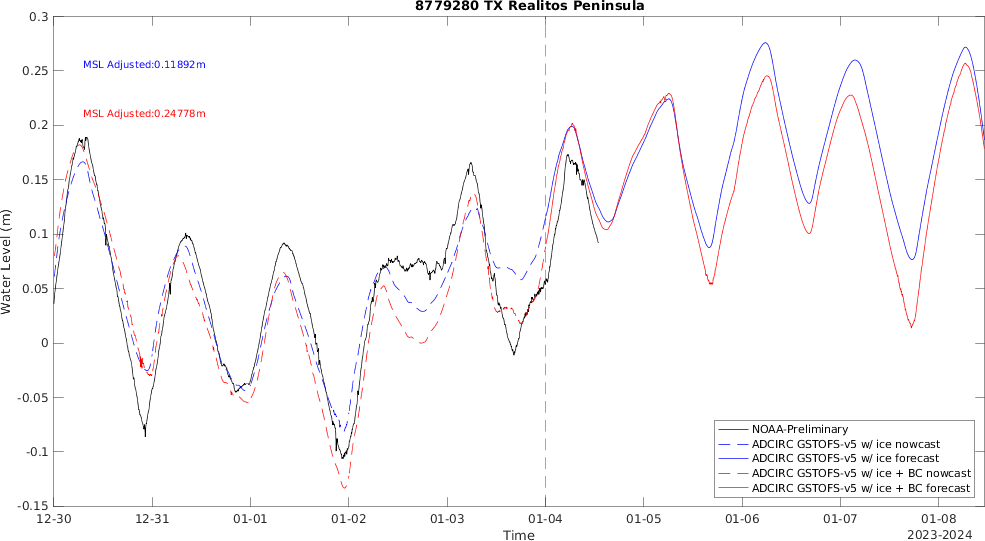 8779280 TX Realitos Peninsula
MSL Adjusted:0.11892m
MSL Adjusted:0.24778m
Water Level (m)
0.3
0.25
0.2
0.15
0.1
0.05
0
-0.05
-0.1
-0.15
12-30 12-31 01-01 01-02 01-03 01-04 01-05 01-06 01-07 01-08
Time
2023-2024
NOAA-Preliminary
ADCIRC GSTOFS-v5 w/ ice nowcast
ADCIRC GSTOFS-v5 w/ ice forecast
ADCIRC GSTOFS-v5 w/ ice + BC nowcast
ADCIRC GSTOFS-v5 w/ ice + BC forecast